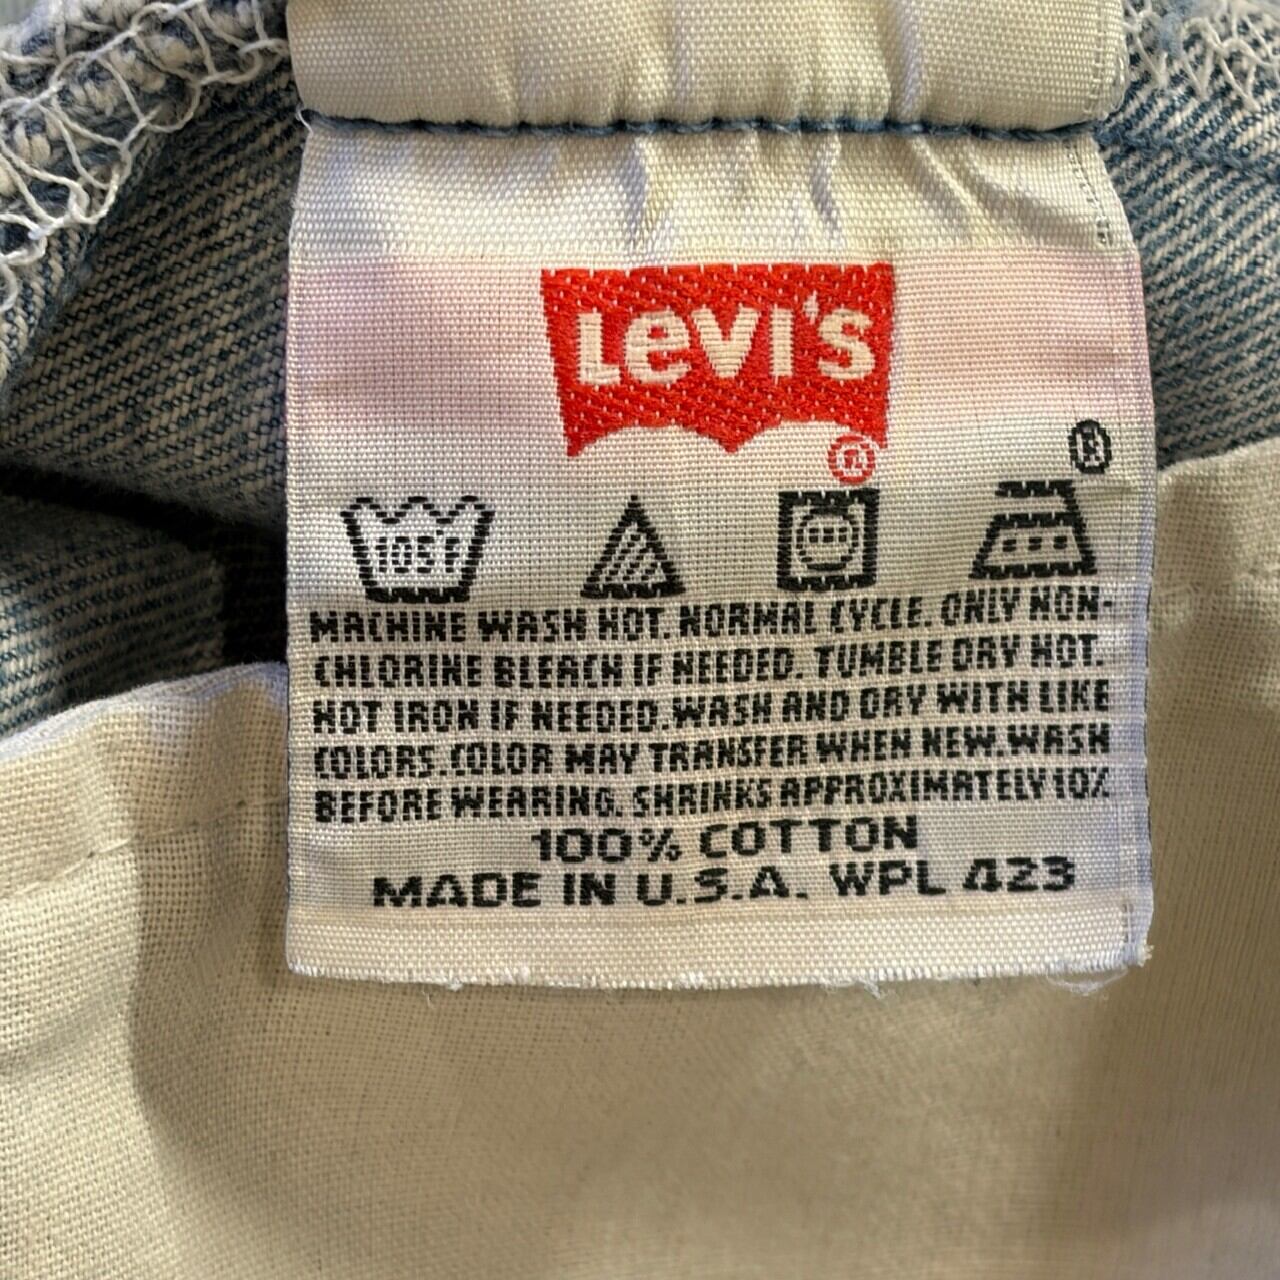 Levi's
®
®
105°F
MACHINE WASH HOT. NORMAL CYCLE. ONLY NON-
CHLORINE BLEACH IF NEEDED. TUMBLE DRY HOT.
HOT IRON IF NEEDED. WASH AND DRY WITH LIKE
COLORS. COLOR MAY TRANSFER WHEN NEW. WASH
BEFORE WEARING. SHRINKS APPROXIMATELY 10%
100% COTTON
MADE IN U.S.A. WPL 423